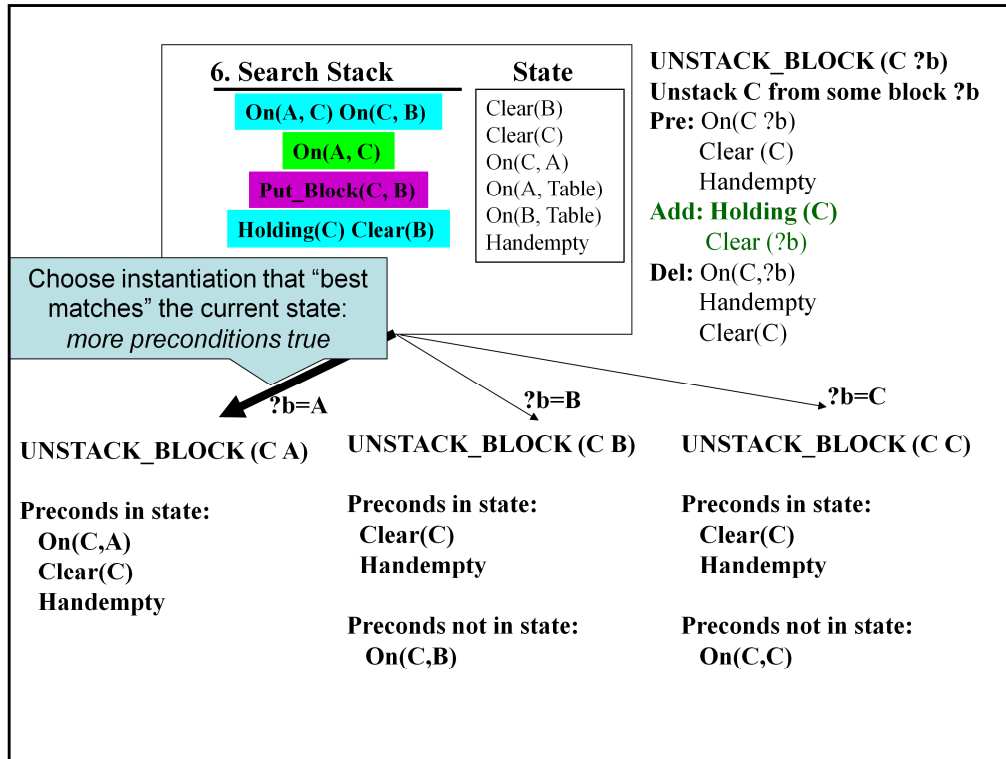 6. Search Stack
On(A, C) On(C, B)
On(A, C)
Put_Block(C, B)
Holding(C) Clear(B)
State
Clear(B)
Clear(C)
On(C, A)
On(A, Table)
On(B, Table)
Handempty
UNSTACK_BLOCK (C ?b)
Unstack C from some block ?b
Pre: On(C ?b)
Clear (C)
Handempty
Add: Holding (C)
Clear (?b)
Del: On(C,?b)
Handempty
Clear(C)
Choose instantiation that “best
matches” the current state:
more preconditions true
?b=A
UNSTACK_BLOCK (C A)
Preconds in state:
On(C,A)
Clear(C)
Handempty
?b=B
UNSTACK_BLOCK (C B)
Preconds in state:
Clear(C)
Handempty
Preconds not in state:
On(C,B)
?b=C
UNSTACK_BLOCK (C C)
Preconds in state:
Clear(C)
Handempty
Preconds not in state:
On(C,C)